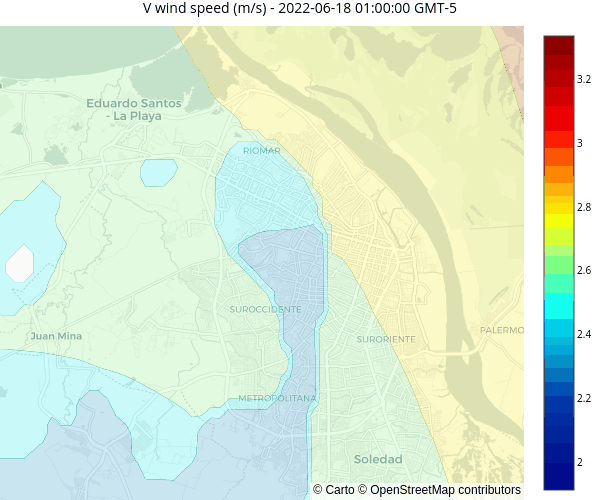 V wind speed (m/s) - 2022-06-18 01:00:00 GMT-5
3.2
Eduardo Santos
- La Playa
3
RIOMAR
2.8
2.6
SUROCCIDENTE
PALERMO
Juan Mina
SURORIENTE
2.4
METROPOLITANA
2.2
Soledad
2
© Carto © OpenStreetMap contributors